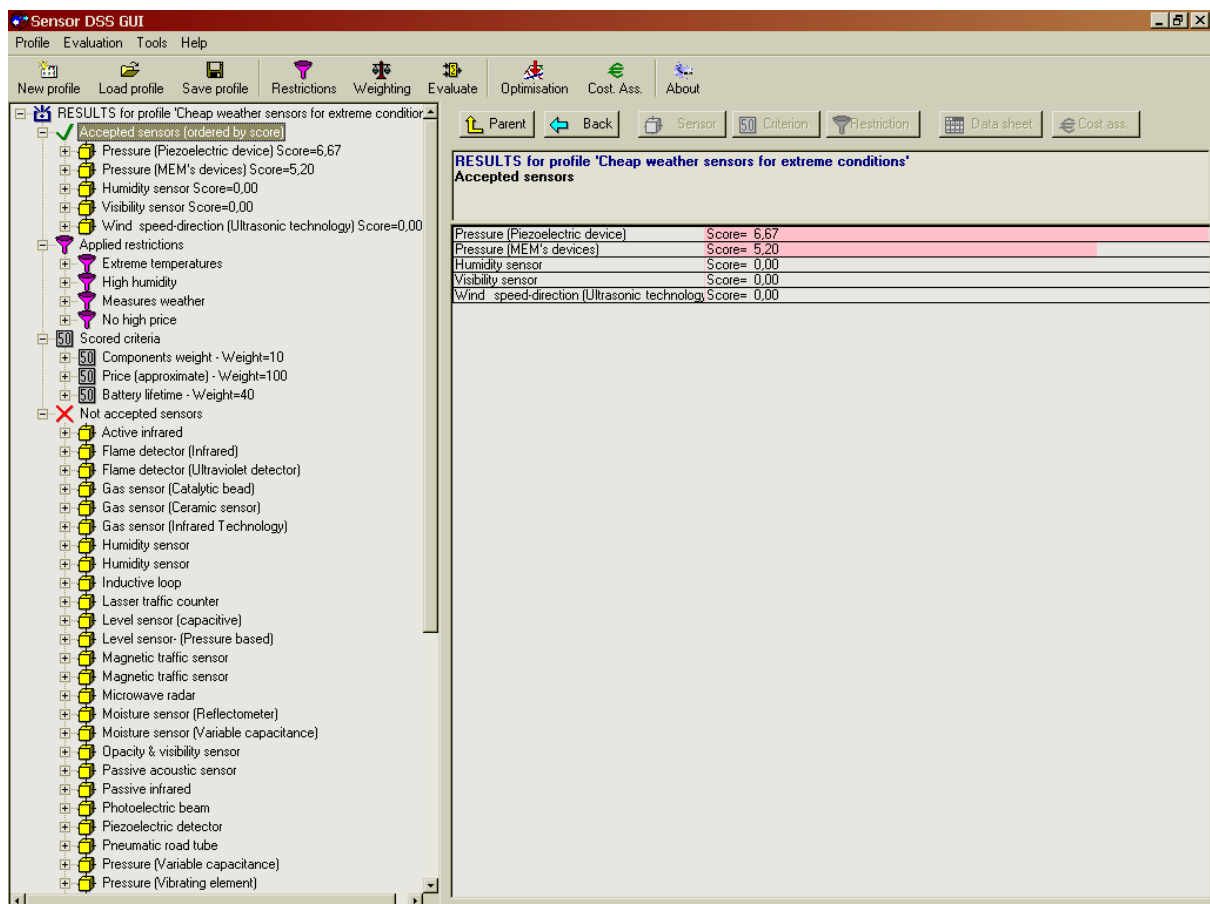 Sensor DSS GUI
Profile Evaluation Tools Help
New profile Load profile Save profile Restrictions Weighting Evaluate Optimisation Cost. Ass. About
RESULTS for profile 'Cheap weather sensors for extreme condition
Accepted sensors (ordered by score)
Pressure (Piezoelectric device) Score=6,67
Pressure (MEM's devices) Score=5,20
Humidity sensor Score=0,00
Visibility sensor Score=0,00
Wind speed-direction (Ultrasonic technology) Score=0,00
Applied restrictions
Extreme temperatures
High humidity
Measures weather
No high price
50 Scored criteria
50 Components weight - Weight=10
50 Price (approximate) - Weight=100
50 Battery lifetime - Weight=40
Not accepted sensors
Active infrared
Flame detector (Infrared)
Flame detector (Ultraviolet detector)
Gas sensor (Catalytic bead)
Gas sensor (Ceramic sensor)
Gas sensor (Infrared Technology)
Humidity sensor
Humidity sensor
Inductive loop
Lasser traffic counter
Level sensor (capacitive)
Level sensor- (Pressure based)
Magnetic traffic sensor
Magnetic traffic sensor
Microwave radar
Moisture sensor (Reflectometer)
Moisture sensor (Variable capacitance)
Opacity & visibility sensor
Passive acoustic sensor
Passive infrared
Photoelectric beam
Piezoelectric detector
Pneumatic road tube
Pressure (Variable capacitance)
Pressure (Vibrating element)
Parent Back Sensor 50 Criterion Restriction Data sheet Cost ass.
RESULTS for profile 'Cheap weather sensors for extreme conditions'
Accepted sensors
Pressure (Piezoelectric device) Score= 6,67
Pressure (MEM's devices) Score= 5,20
Humidity sensor Score= 0,00
Visibility sensor Score= 0,00
Wind speed-direction (Ultrasonic technology Score= 0,00